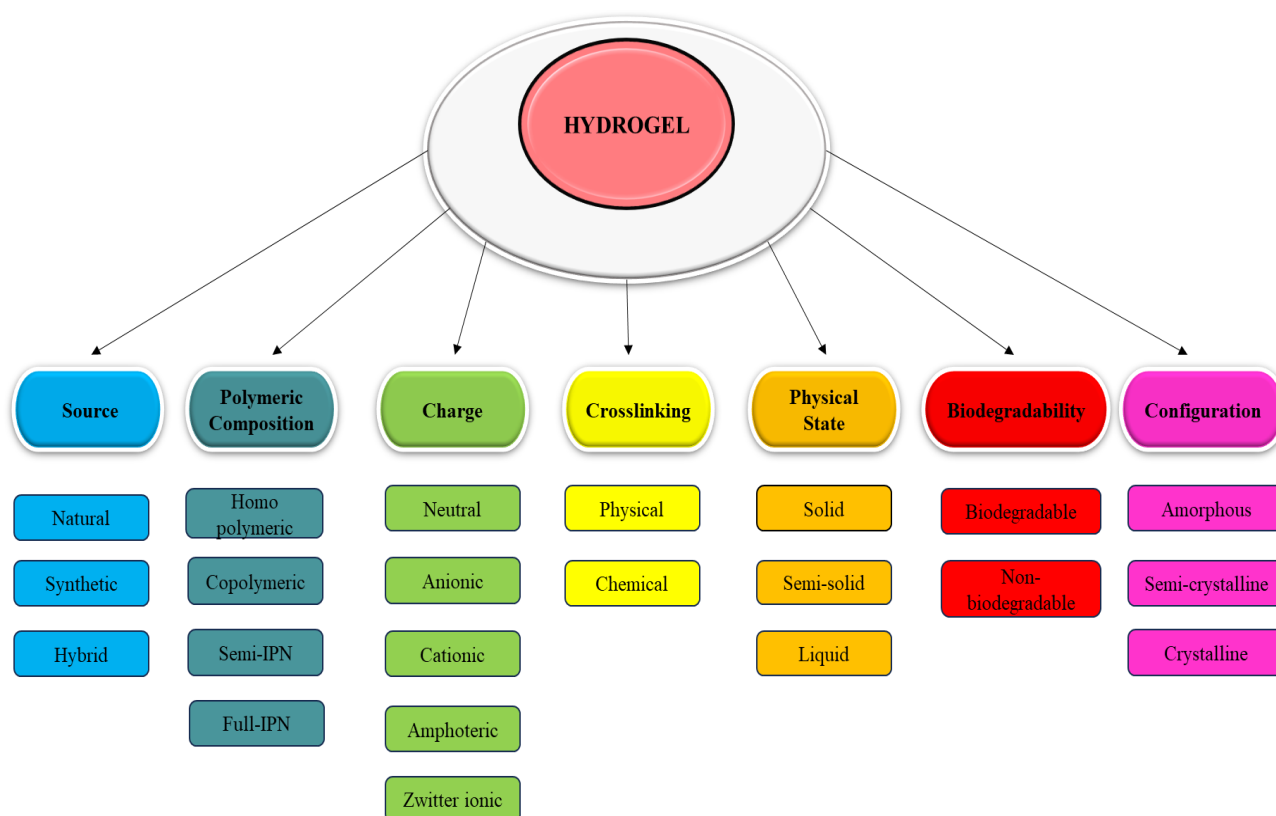 HYDROGEL
Source
Natural
Synthetic
Hybrid
Polymeric
Composition
Homo
polymeric
Copolymeric
Semi-IPN
Full-IPN
Charge
Neutral
Anionic
Cationic
Amphoteric
Zwitter ionic
Crosslinking
Physical
Chemical
Physical
State
Solid
Semi-solid
Liquid
Biodegradability
Biodegradable
Non-
biodegradable
Configuration
Amorphous
Semi-crystalline
Crystalline